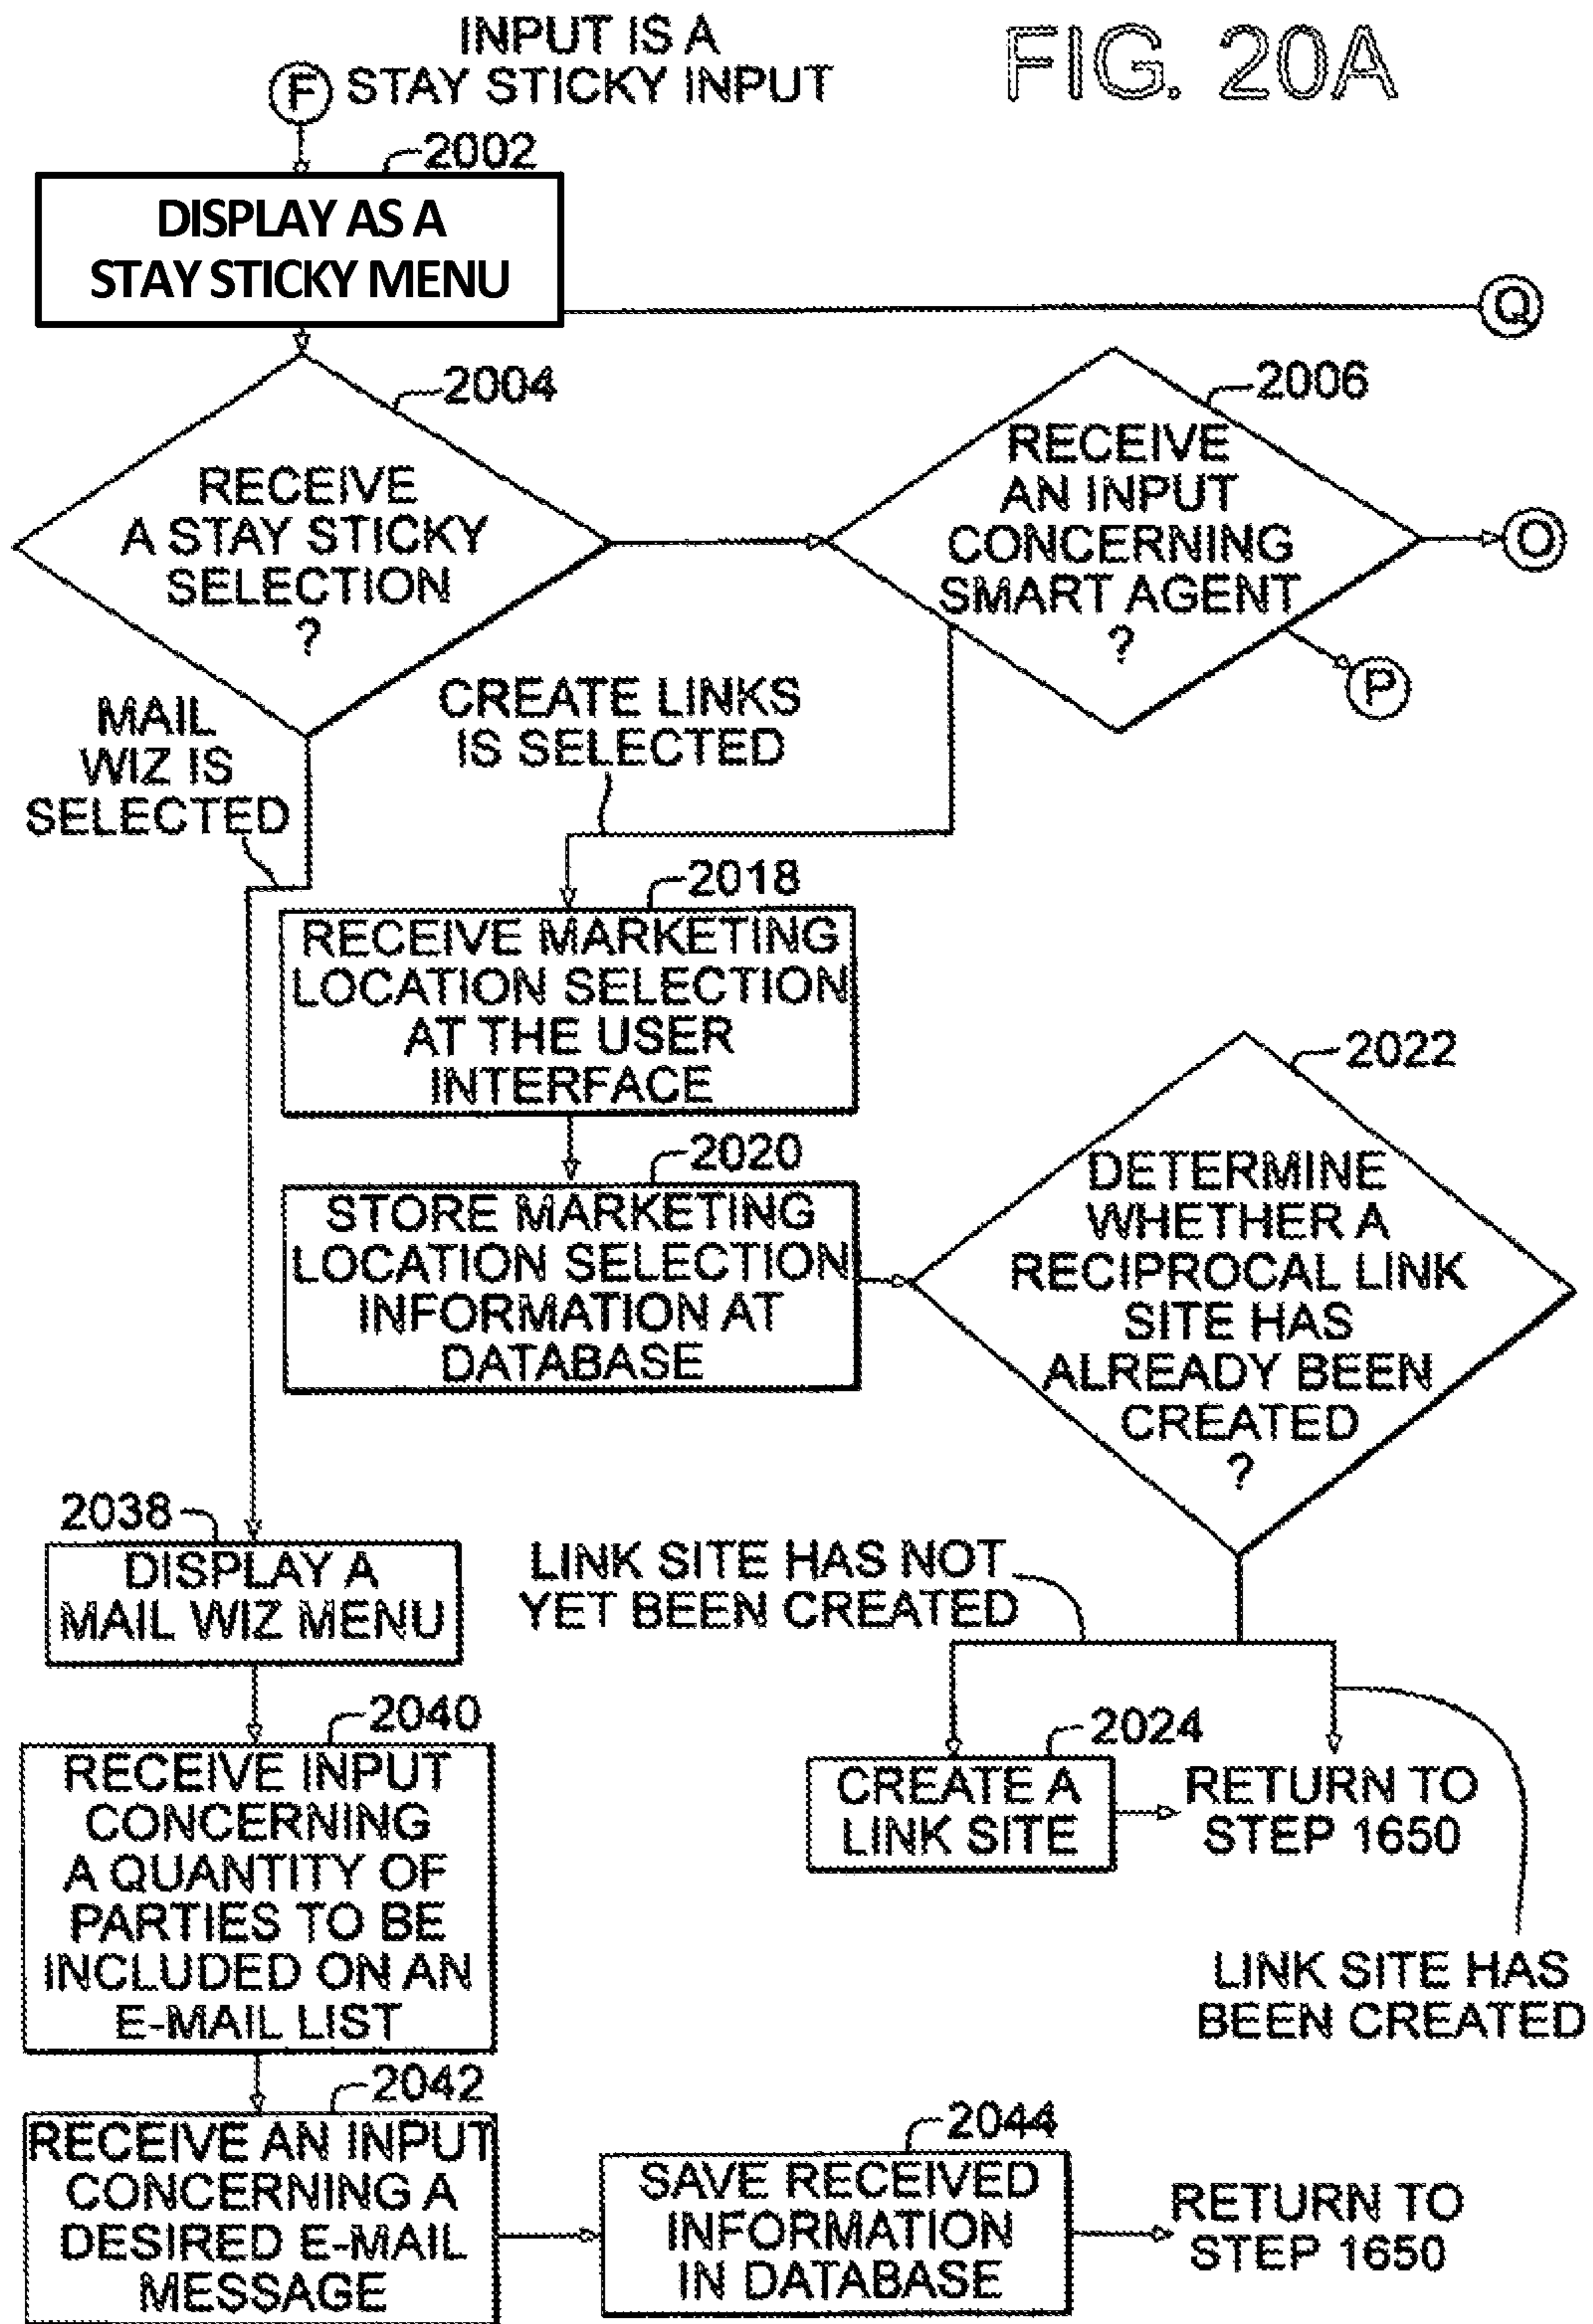 FIG. 20A
INPUT IS A
STAY STICKY INPUT
F
2002
DISPLAY AS A
STAY STICKY MENU
Q
2004
RECEIVE
A STAY STICKY
SELECTION
?
2006
RECEIVE
AN INPUT
CONCERNING
SMART AGENT
?
O
P
MAIL
WIZ IS
SELECTED
CREATE LINKS
IS SELECTED
2018
RECEIVE MARKETING
LOCATION SELECTION
AT THE USER
INTERFACE
2020
STORE MARKETING
LOCATION SELECTION
INFORMATION AT
DATABASE
2022
DETERMINE
WHETHER A
RECIPROCAL LINK
SITE HAS
ALREADY BEEN
CREATED
?
LINK SITE HAS NOT
YET BEEN CREATED
2024
CREATE A
LINK SITE
RETURN TO
STEP 1650
LINK SITE HAS
BEEN CREATED
2038
DISPLAY A
MAIL WIZ MENU
2040
RECEIVE INPUT
CONCERNING
A QUANTITY OF
PARTIES TO BE
INCLUDED ON AN
E-MAIL LIST
2042
RECEIVE AN INPUT
CONCERNING A
DESIRED E-MAIL
MESSAGE
2044
SAVE RECEIVED
INFORMATION
IN DATABASE
RETURN TO
STEP 1650